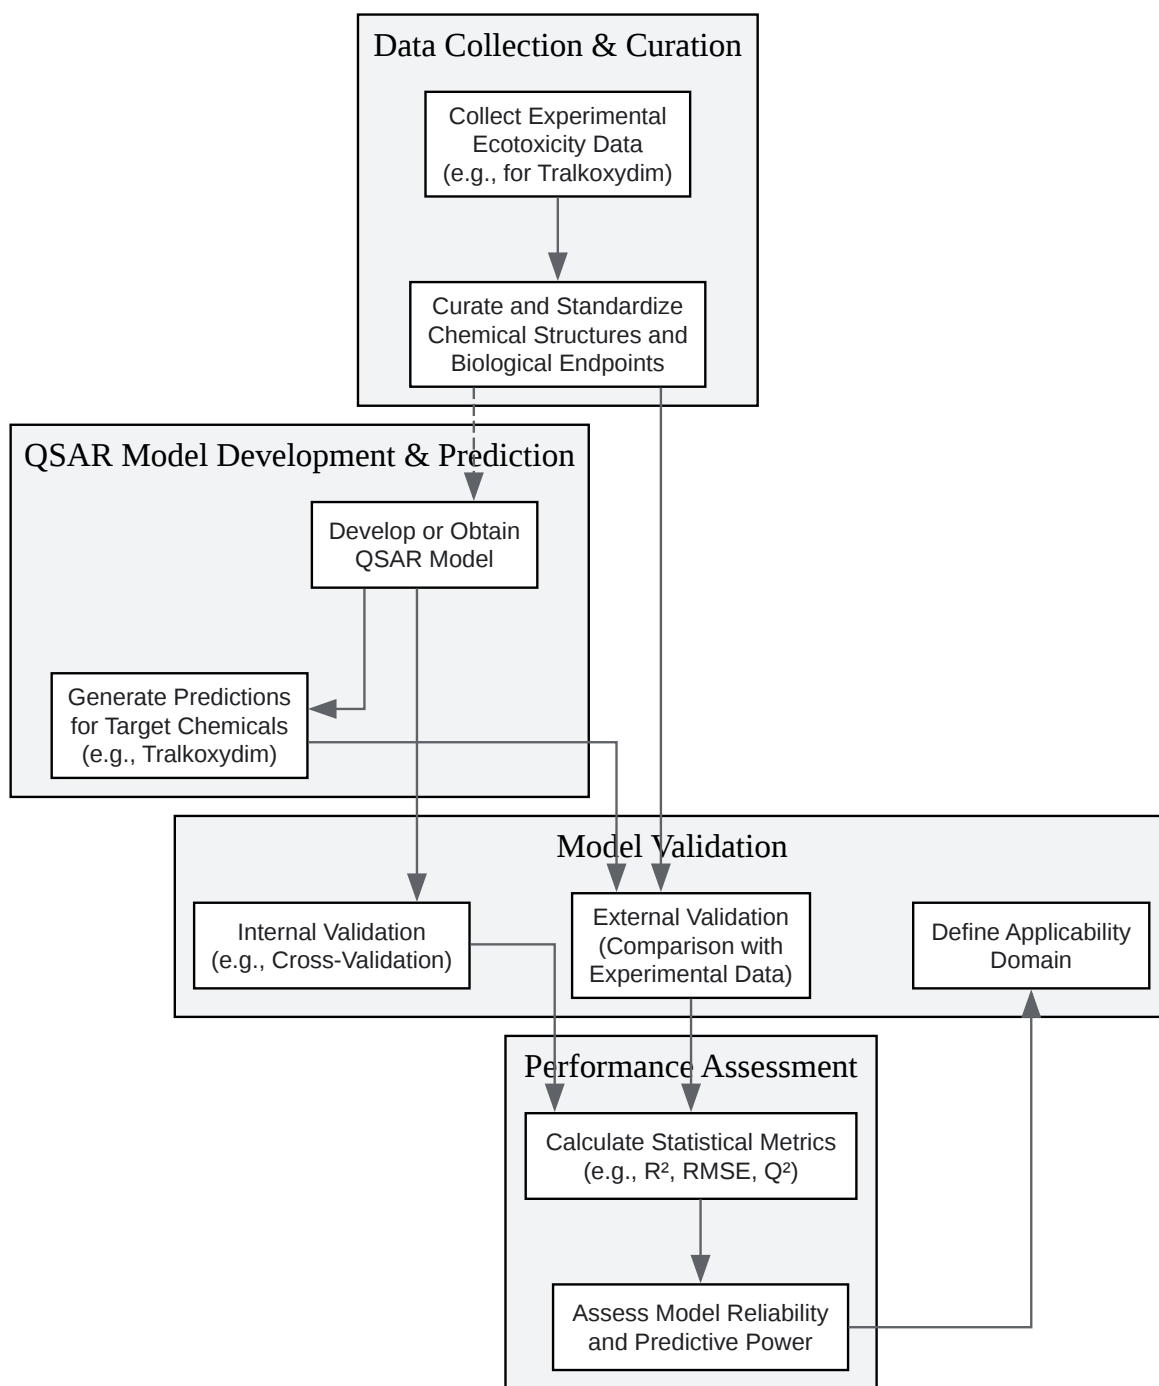 Data Collection & Curation
Collect Experimental
Ecotoxicity Data
(e.g., for Tralkoxydim)
Curate and Standardize
Chemical Structures and
Biological Endpoints
QSAR Model Development & Prediction
Develop or Obtain
QSAR Model
Generate Predictions
for Target Chemicals
(e.g., Tralkoxydim)
Model Validation
Internal Validation
(e.g., Cross-Validation)
External Validation
(Comparison with
Experimental Data)
Define Applicability
Domain
Performance Assessment
Calculate Statistical Metrics
(e.g., R², RMSE, Q²)
Assess Model Reliability
and Predictive Power